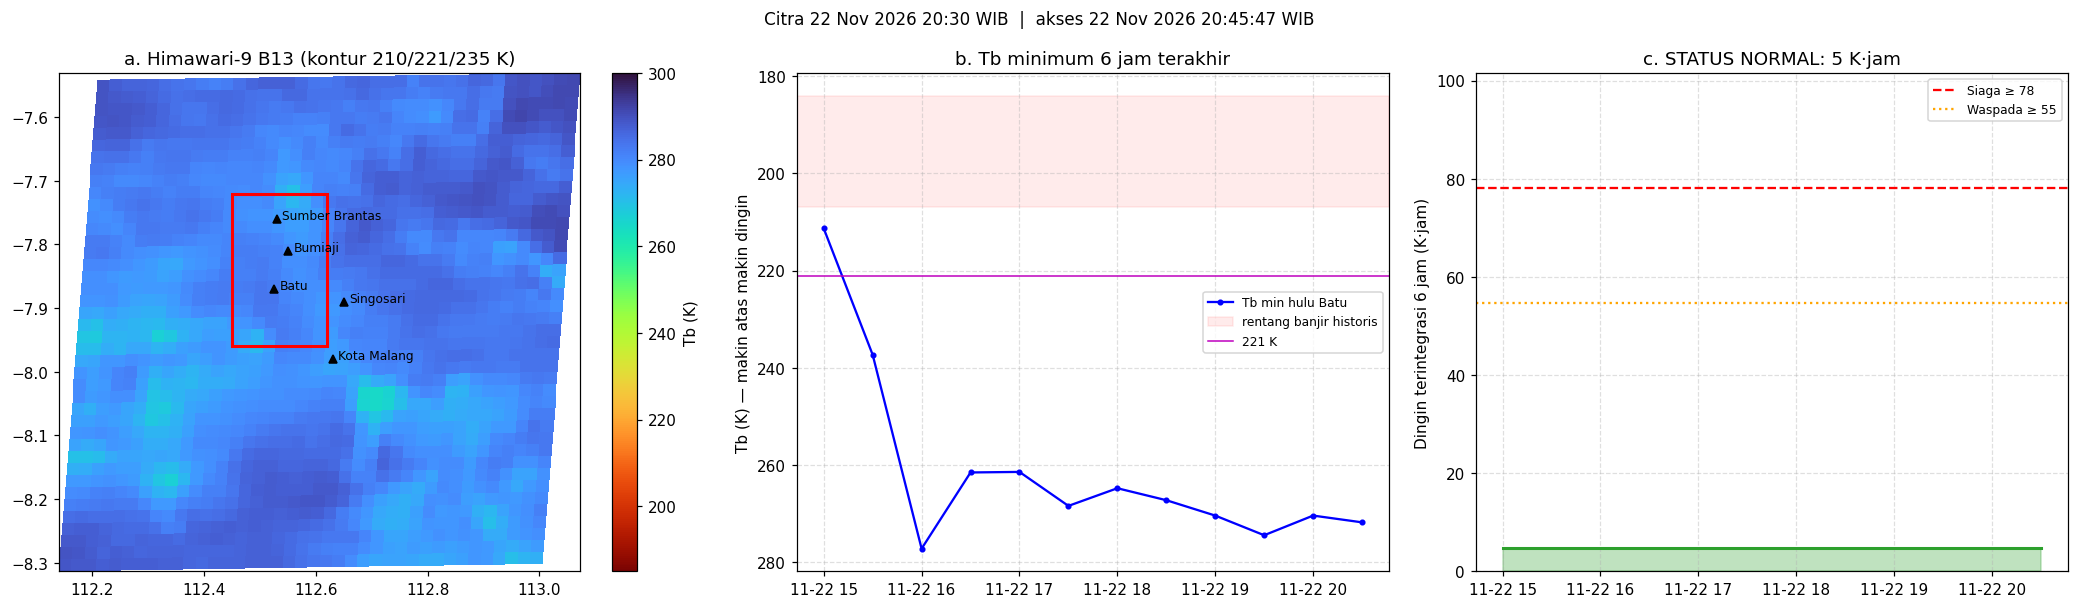 Citra 22 Nov 2026 20:30 WIB | akses 22 Nov 2026 20:45:47 WIB
a. Himawari-9 B13 (kontur 210/221/235 K)
−7.6
−7.7
−7.8
−7.9
−8.0
−8.1
−8.2
−8.3
112.2
112.4
112.6
112.8
113.0
Sumber Brantas
Bumiaji
Batu
Singosari
Kota Malang
300
280
260
240
220
200
Tb (K)
b. Tb minimum 6 jam terakhir
Tb (K) — makin atas makin dingin
180
200
220
240
260
280
11-22 15
11-22 16
11-22 17
11-22 18
11-22 19
11-22 20
Tb min hulu Batu
rentang banjir historis
221 K
c. STATUS NORMAL: 5 K·jam
Dingin terintegrasi 6 jam (K·jam)
100
80
60
40
20
0
11-22 15
11-22 16
11-22 17
11-22 18
11-22 19
11-22 20
Siaga ≥ 78
Waspada ≥ 55